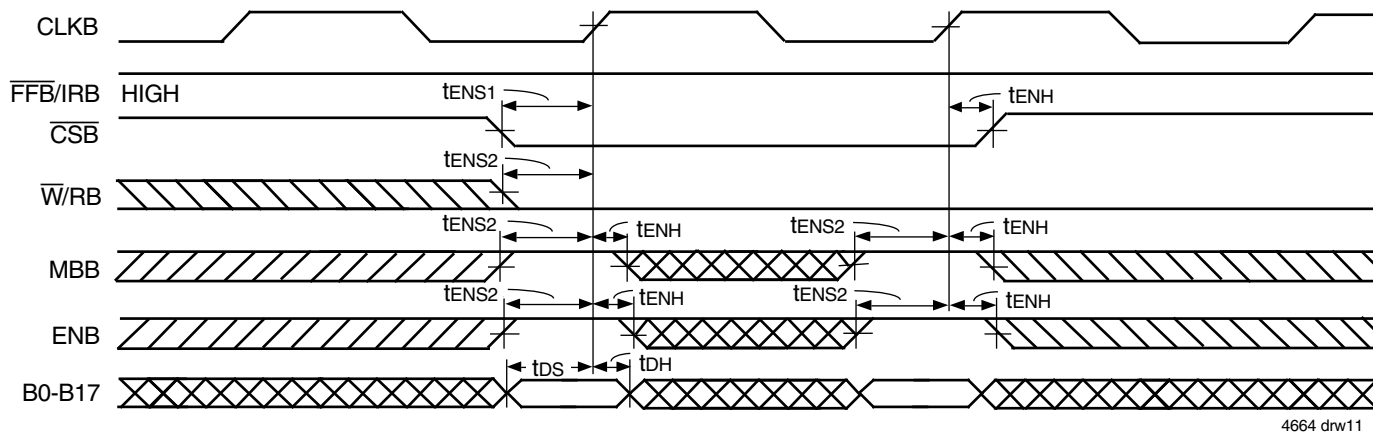 CLKB
FFB/IRB HIGH
tENS1
tENH
CSB
tENS2
W/RB
tENS2
tENH
tENS2
tENH
MBB
tENS2
tENH
tENS2
tENH
ENB
tDS
tDH
B0-B17
4664 drw11